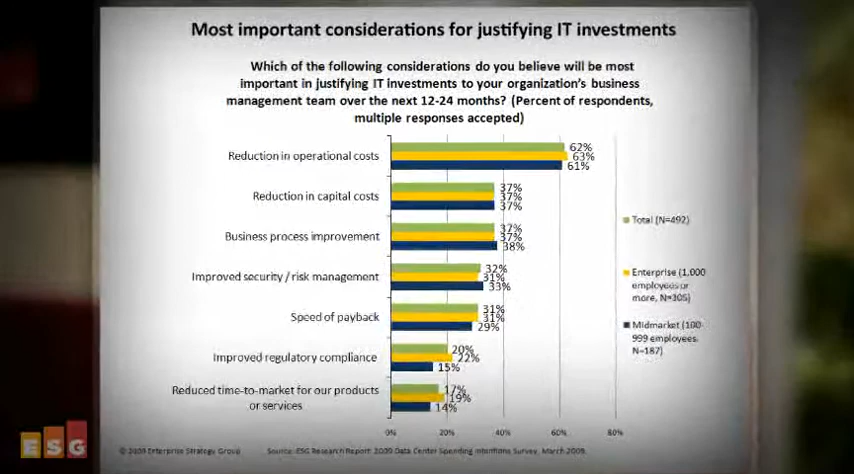 Most important considerations for justifying IT investments
Which of the following considerations do you believe will be most
important in justifying IT investments to your organization's business
management team over the next 12-24 months? (Percent of respondents,
multiple responses accepted)
Reduction in operational costs
62%
63%
61%
Reduction in capital costs
37%
37%
37%
Business process improvement
37%
37%
38%
Improved security / risk management
32%
31%
33%
Speed of payback
31%
31%
29%
Improved regulatory compliance
20%
22%
15%
Reduced time-to-market for our products
or services
17%
19%
14%
0% 20% 40% 60% 80%
Total (N=492)
Enterprise (1,000
employees or
more, N=305)
Midmarket (100-
999 employees
N=187)
ESG
© 2009 Enterprise Strategy Group
Source: ESG Research Report 2009 Data Center Spending Intentions Survey, March 2009.